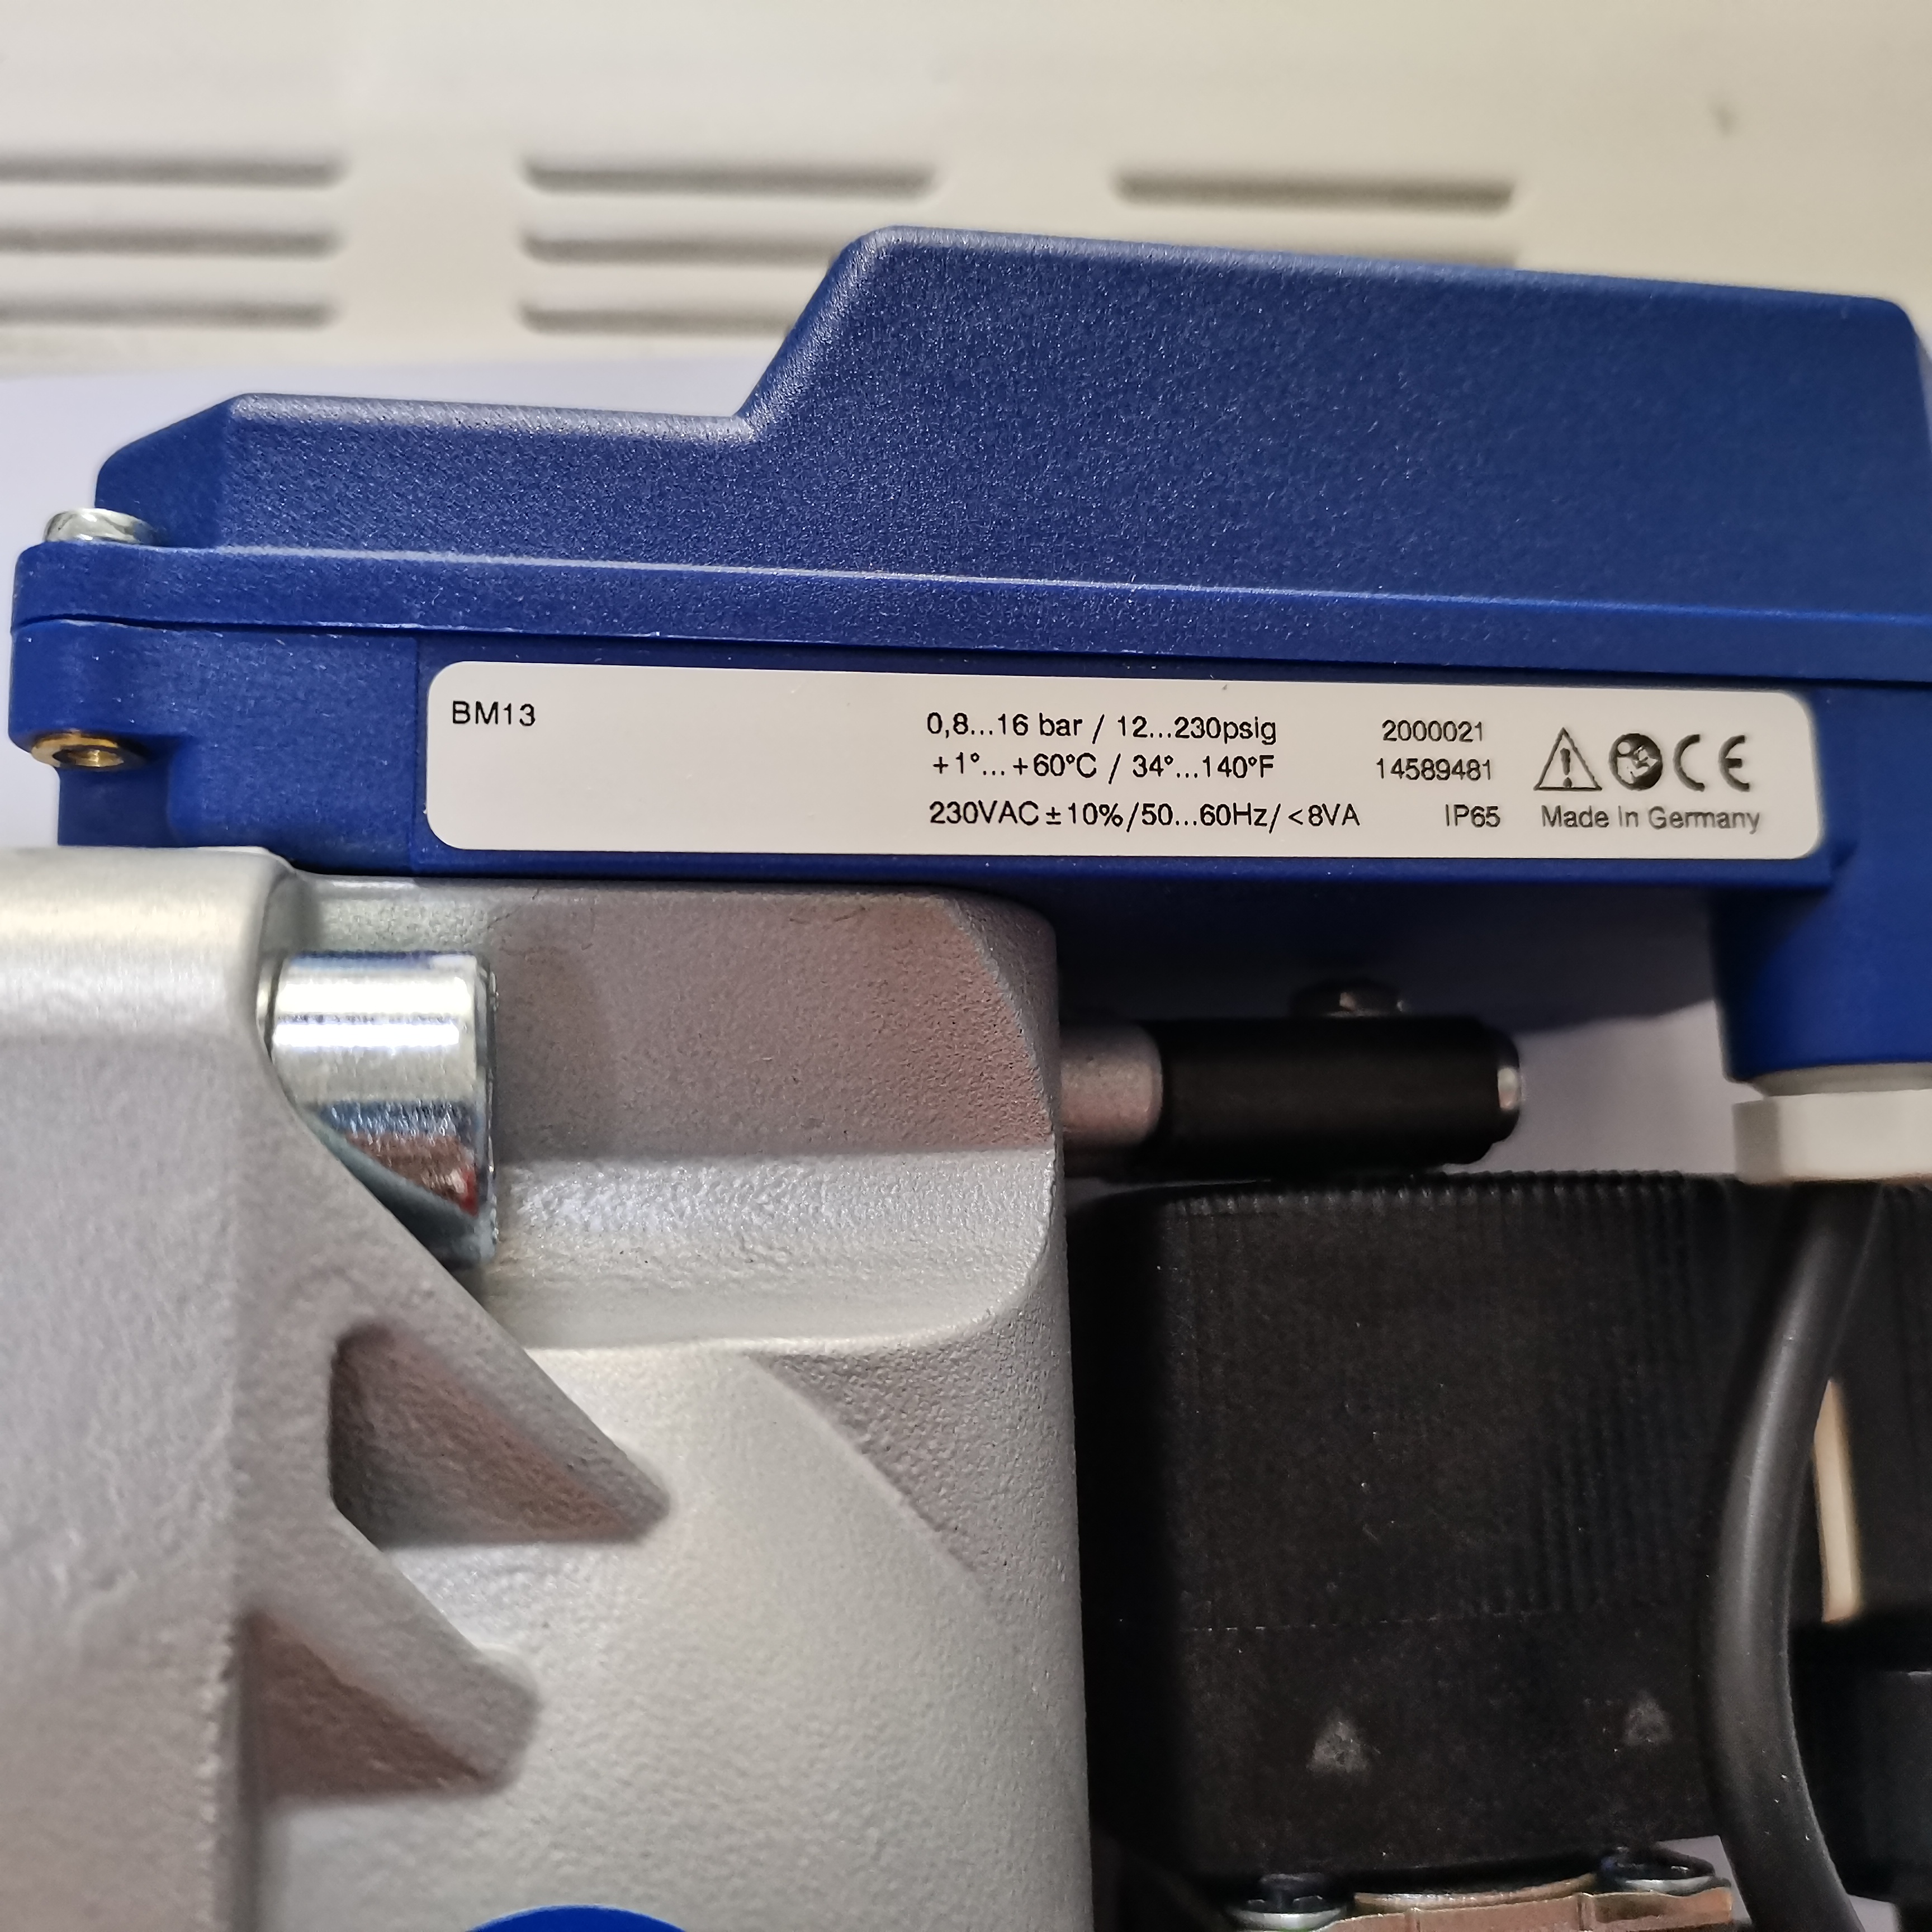 BM13
0,8...16 bar / 12...230psig 2000021
+1°...+60°C / 34°...140°F 14589481
230VAC±10%/50...60Hz/<8VA IP65 Made in Germany
CE